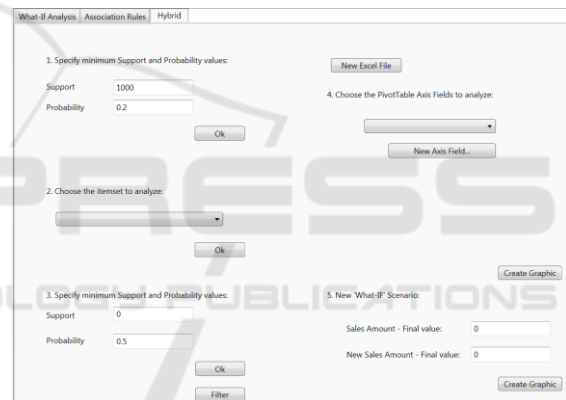 What-If Analysis Association Rules Hybrid
1. Specify minimum Support and Probability values:
Support 1000
Probability 0.2
Ok
2. Choose the itemset to analyze:
Ok
3. Specify minimum Support and Probability values:
Support 0
Probability 0.5
Ok
Filter
New Excel File
4. Choose the PivotTable Axis Fields to analyze:
New Axis Field...
Create Graphic
5. New 'What-IF' Scenario:
Sales Amount - Final value: 0
New Sales Amount - Final value: 0
Create Graphic
PRESS
OLOGY PUBLICATIONS